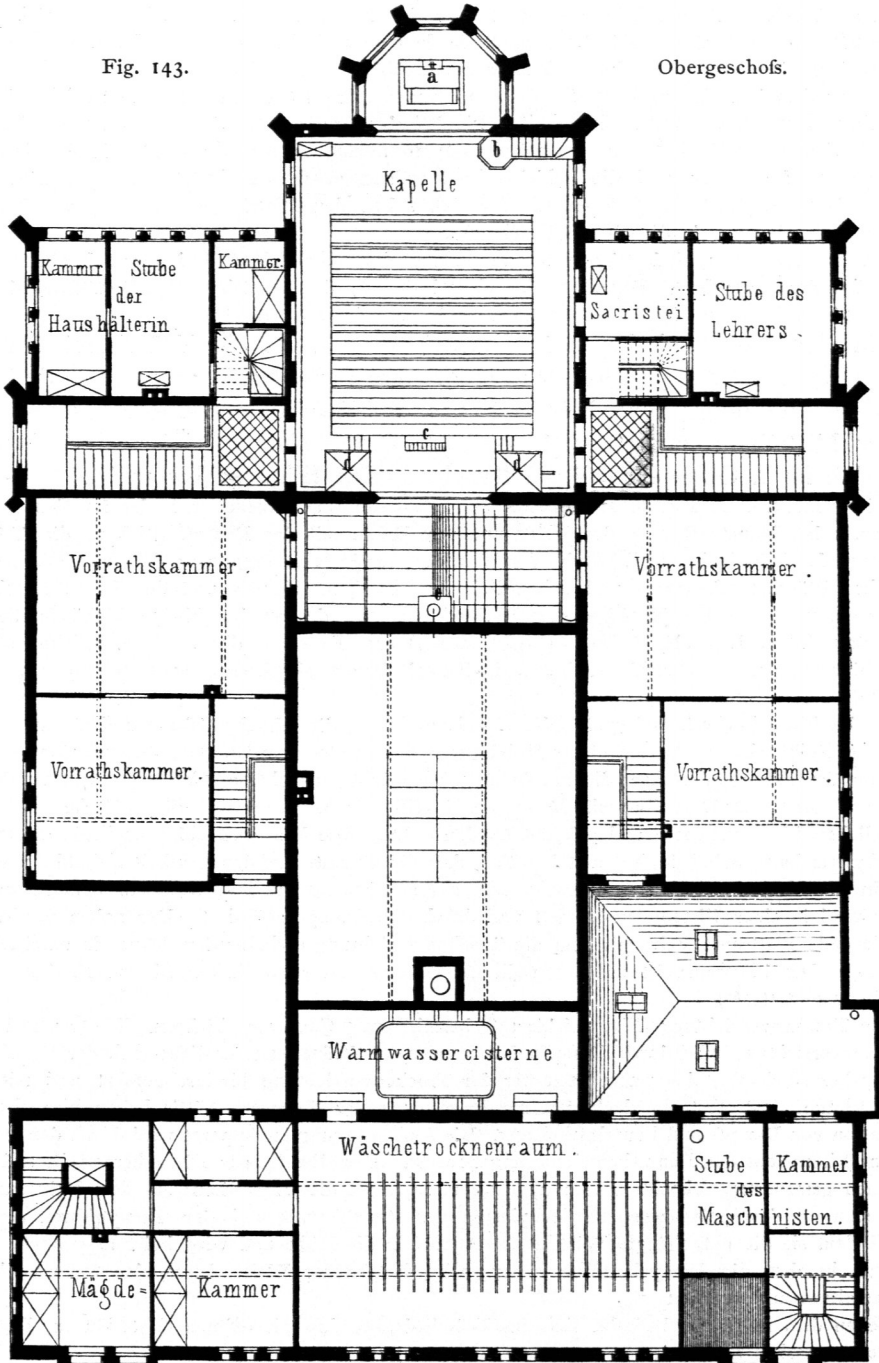 Fig. 143.
Obergeschoſs.
a
b
Kapelle
Kammer
Stube
der
Haushälterin
Kammer.
Sacristei
Stube des
Lehrers.
c
d
d
Vorrathskammer.
Vorrathskammer.
e
Vorrathskammer.
Vorrathskammer.
Warmwassercisterne
Wäschetrocknenraum.
Stube
des
Maschinisten.
Kammer
Mägde=
Kammer